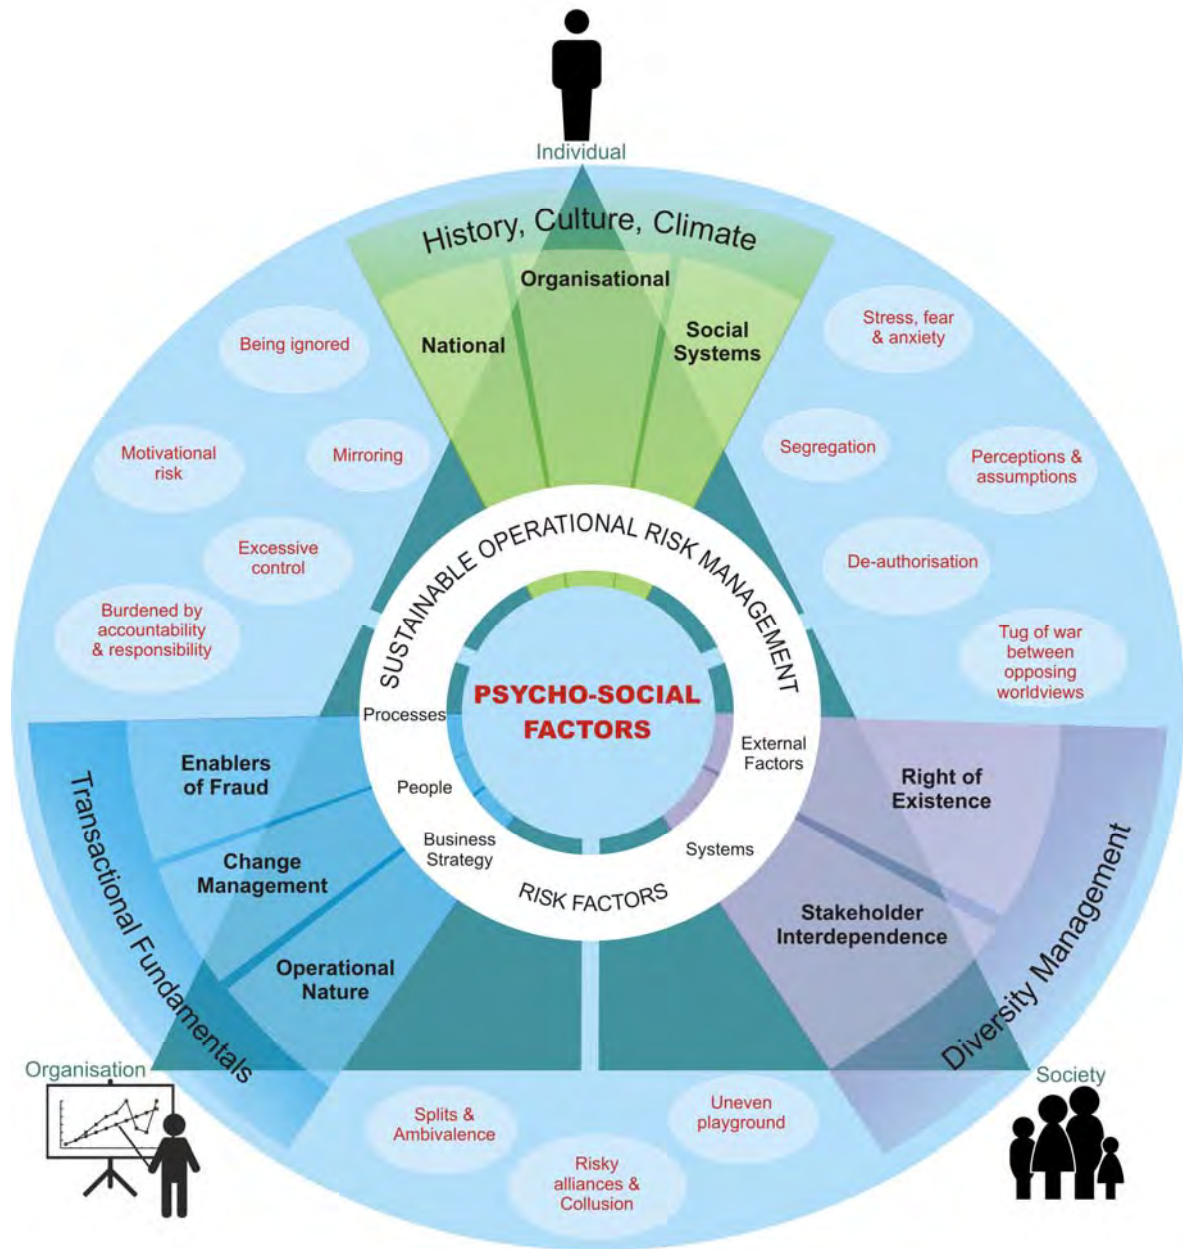 Individual
History, Culture, Climate
National
Organisational
Social
Systems
Being ignored
Motivational
risk
Mirroring
Excessive
control
Burdened by
accountability
& responsibility
Stress, fear
& anxiety
Segregation
Perceptions &
assumptions
De-authorisation
Tug of war
between
opposing
worldviews
SUSTAINABLE OPERATIONAL RISK MANAGEMENT
PSYCHO-SOCIAL
FACTORS
Processes
People
Business
Strategy
External
Factors
Systems
RISK FACTORS
Transactional Fundamentals
Enablers
of Fraud
Change
Management
Operational
Nature
Right of
Existence
Stakeholder
Interdependence
Diversity Management
Organisation
Society
Splits &
Ambivalence
Risky
alliances &
Collusion
Uneven
playground